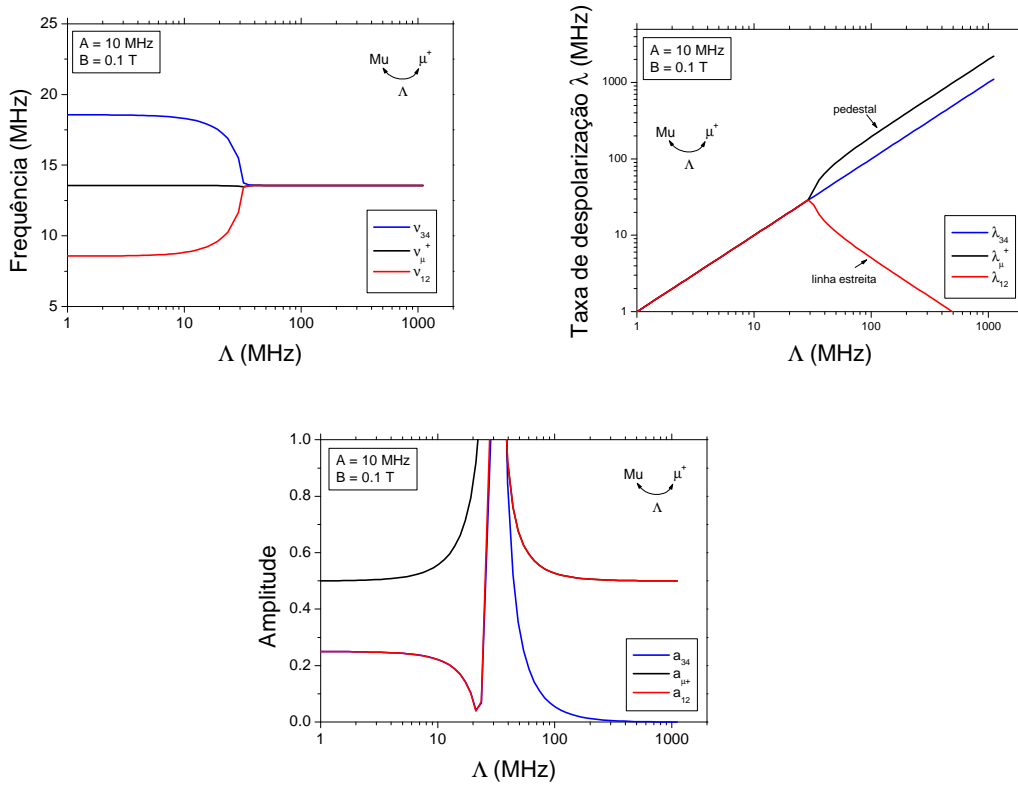 Frequência (MHz)
25
20
15
10
5
A = 10 MHz
B = 0.1 T
Mu μ+
Λ
ν34
νμ+
ν12
1 10 100 1000
Λ (MHz)
Taxa de despolarização λ (MHz)
1000
100
10
1
A = 10 MHz
B = 0.1 T
pedestal
Mu μ+
Λ
linha estreita
λ34
λμ+
λ12
1 10 100 1000
Λ (MHz)
Amplitude
1.0
0.8
0.6
0.4
0.2
0.0
A = 10 MHz
B = 0.1 T
Mu μ+
Λ
a34
aμ+
a12
1 10 100 1000
Λ (MHz)